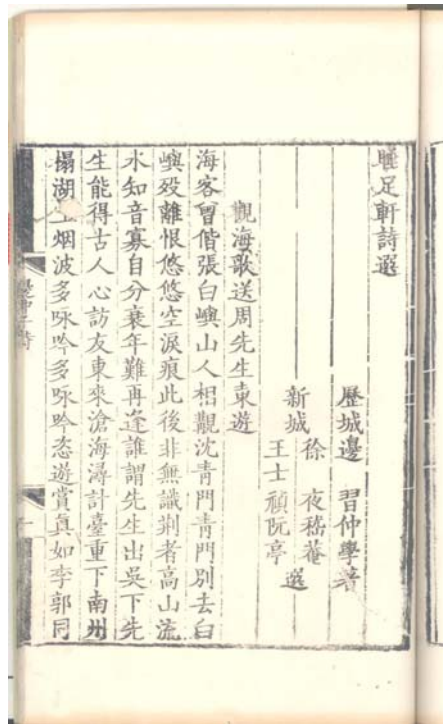 睡足軒詩選
歷城邊　習仲學著
新城
徐　夜嵇菴
王士禎阮亭
選
觀海歌送周先生東遊
海客曾偕張白嶼山人相觀沈青門青門別去白
嶼歿離恨悠悠空淚痕此後非無識荆者高山流
水知音寡自分衰年難再逢誰謂先生出吳下先
生能得古人心訪友東來滄海潯計臺重下南州
榻湖上烟波多咏吟多咏吟恣遊賞真如李郭同
一